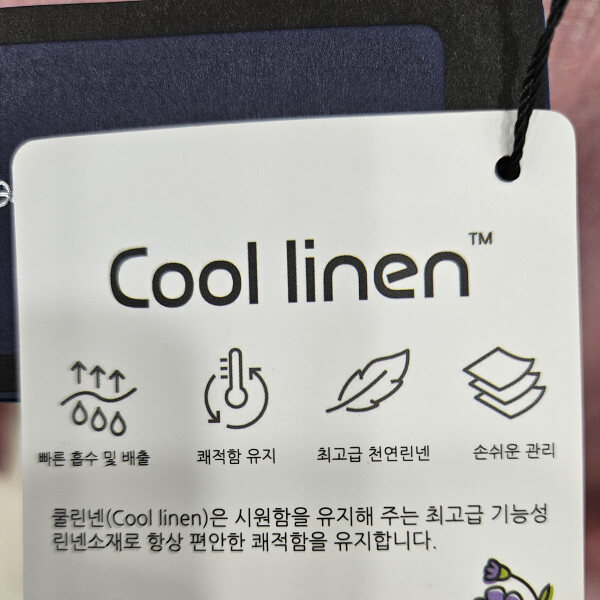 Cool linen™
빠른 흡수 및 배출
쾌적함 유지
최고급 천연린넨
손쉬운 관리
쿨린넨(Cool linen)은 시원함을 유지해 주는 최고급 기능성
린넨소재로 항상 편안한 쾌적함을 유지합니다.